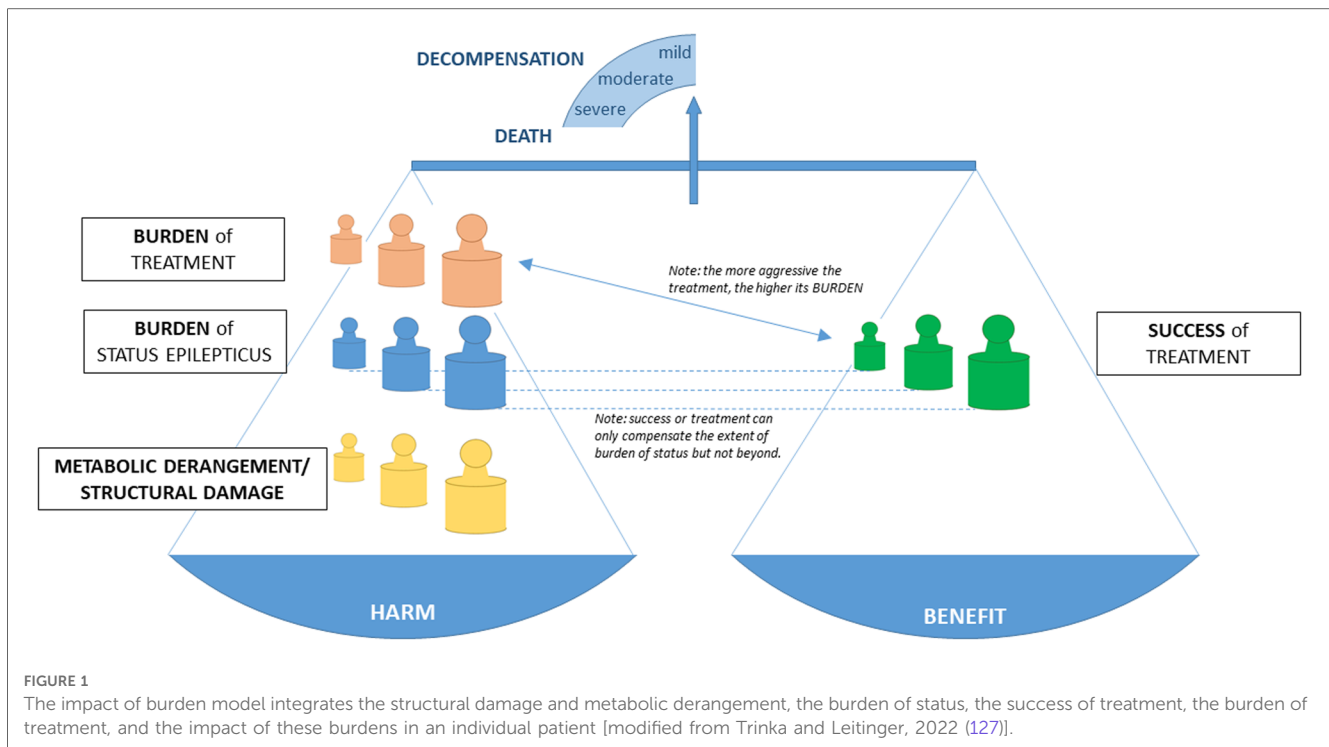 DECOMPENSATION
mild
moderate
severe
DEATH
BURDEN of
TREATMENT
Note: the more aggressive the
treatment, the higher its BURDEN
BURDEN of
STATUS EPILEPTICUS
SUCCESS of
TREATMENT
Note: success or treatment can
only compensate the extent of
burden of status but not beyond.
METABOLIC DERANGEMENT/
STRUCTURAL DAMAGE
HARM
BENEFIT
FIGURE 1
The impact of burden model integrates the structural damage and metabolic derangement, the burden of status, the success of treatment, the burden of
treatment, and the impact of these burdens in an individual patient [modified from Trinka and Leitinger, 2022 (127)].